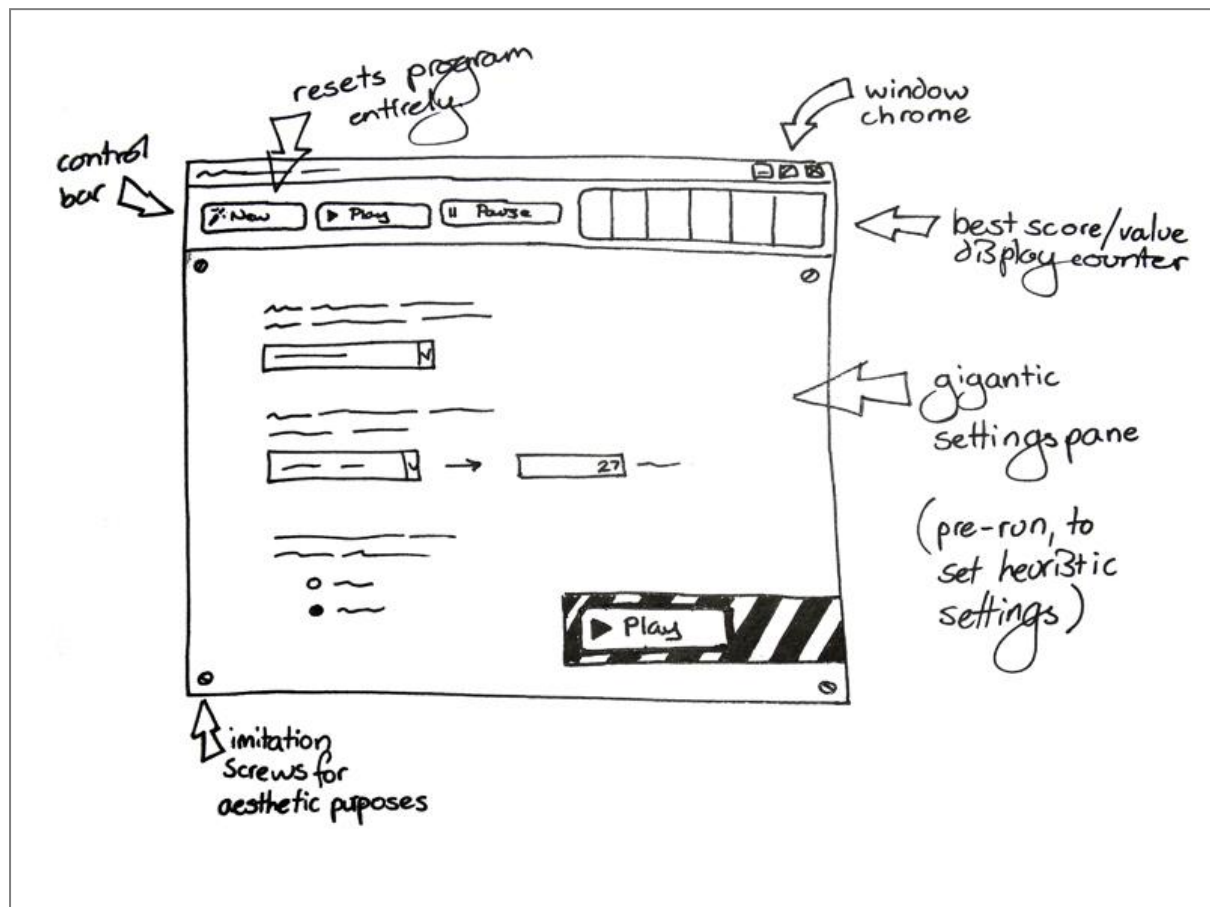 resets program
entirely
window
chrome
control
bar
New
Play
Pause
best score/value
display counter
gigantic
settings pane
(pre-run, to
set heuristic
settings)
27
Play
imitation
screws for
aesthetic purposes